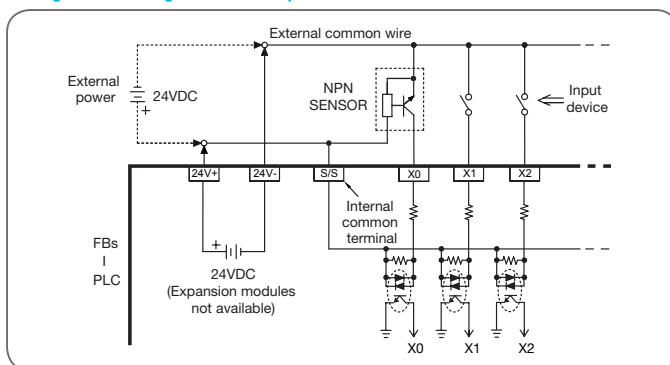 External common wire
External
power
24VDC
+
NPN
SENSOR
Input
device
24V+
24V-
S/S
X0
X1
X2
Internal
common
terminal
FBs
I
PLC
+
24VDC
(Expansion modules
not available)
X0
X1
X2